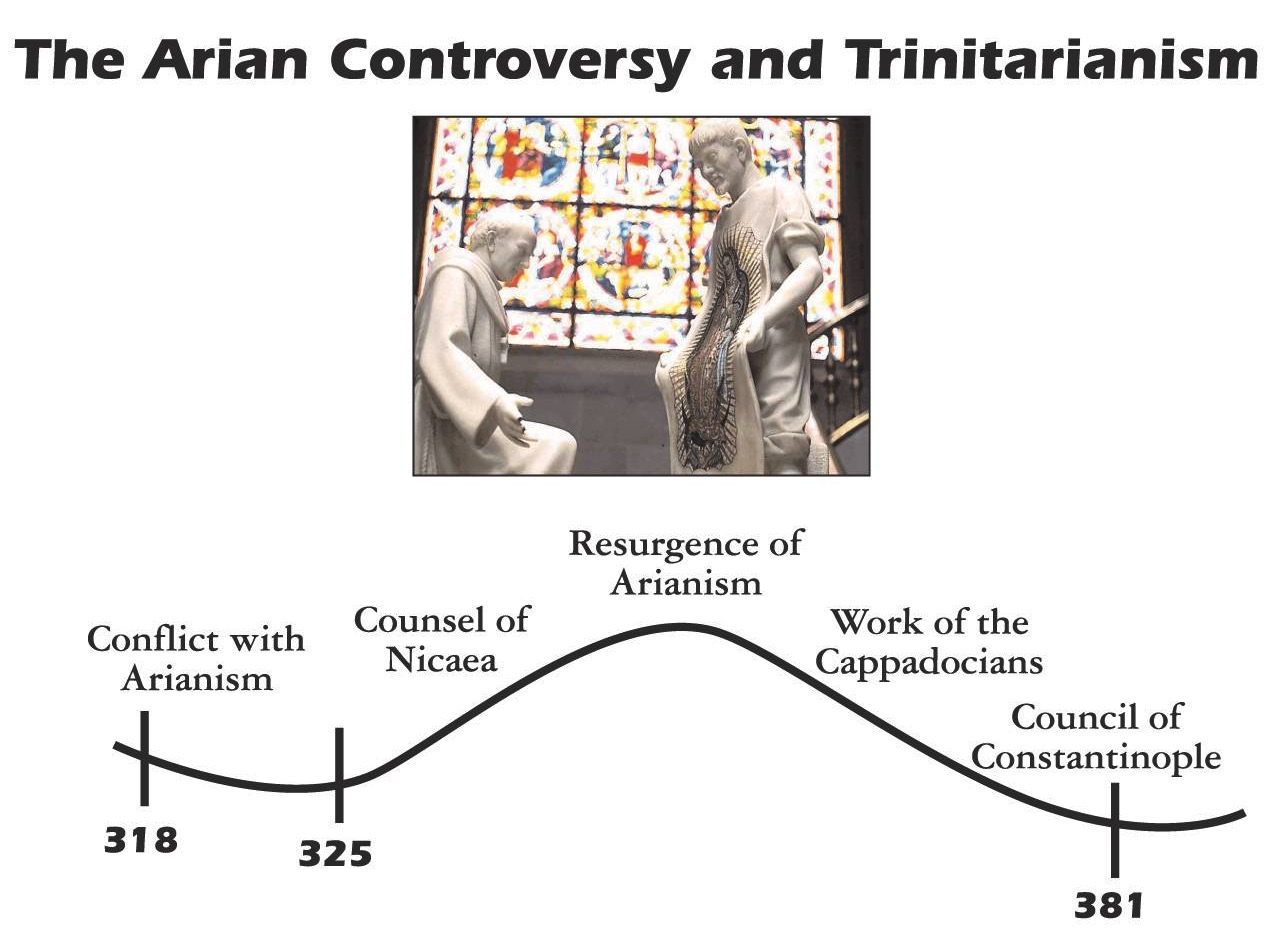 The Arian Controversy and Trinitarianism
Resurgence of
Arianism
Conflict with
Arianism
Counsel of
Nicaea
Work of the
Cappadocians
Council of
Constantinople
318
325
381